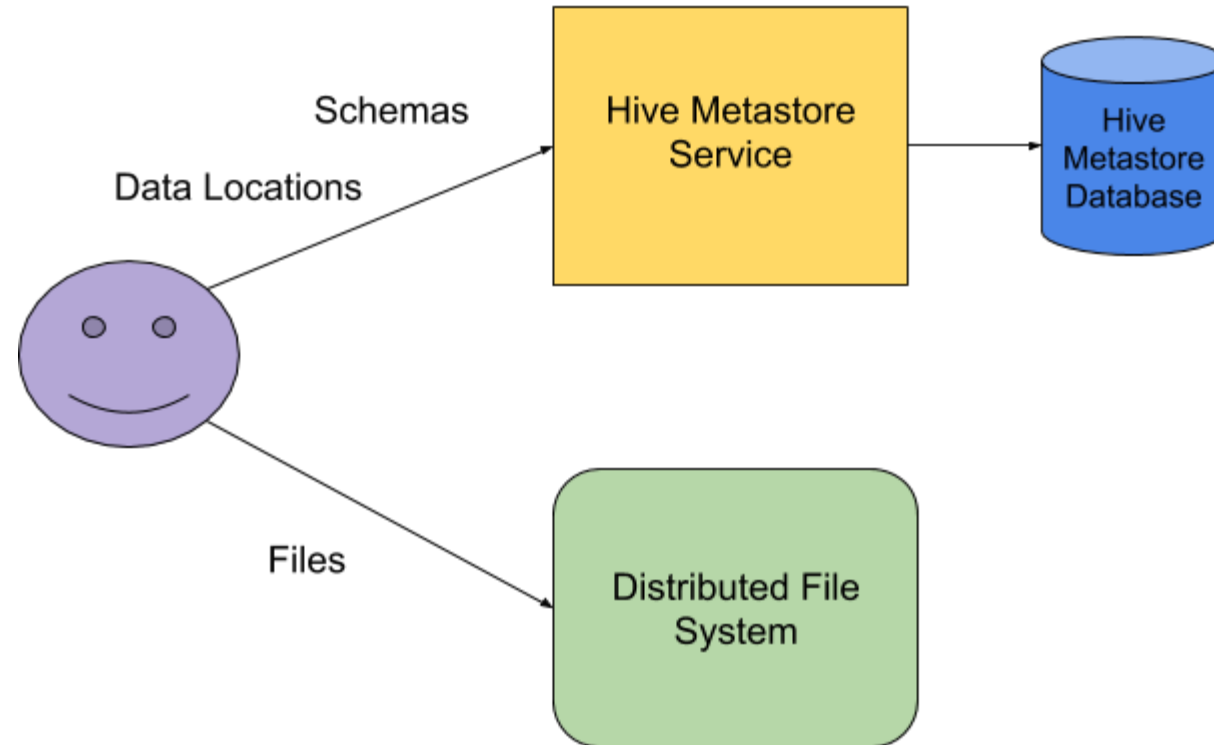 Schemas
Data Locations
Hive Metastore
Service
Hive
Metastore
Database
Files
Distributed File
System